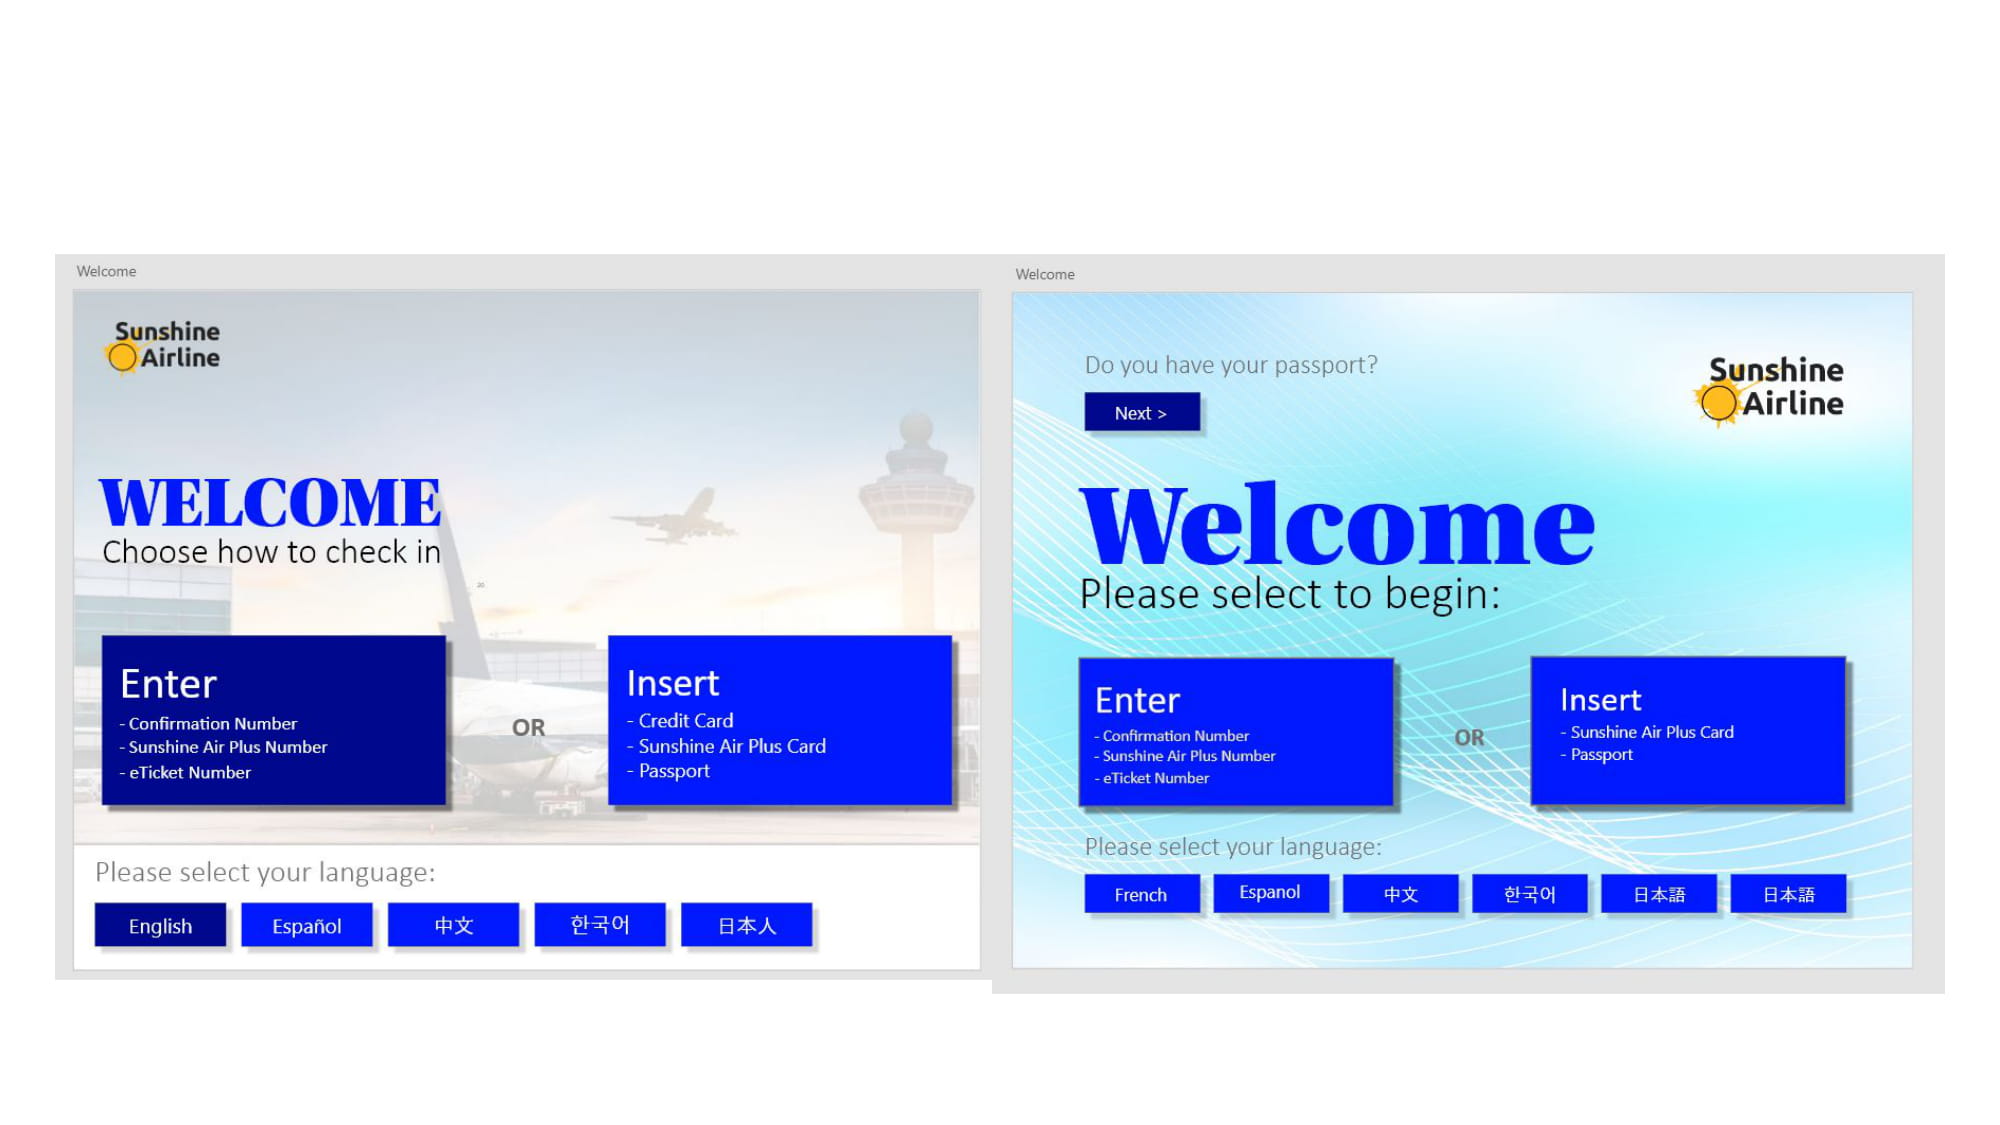 Welcome
Sunshine
Airline
WELCOME
Choose how to check in
20
Enter
- Confirmation Number
- Sunshine Air Plus Number
- eTicket Number
OR
Insert
- Credit Card
- Sunshine Air Plus Card
- Passport
Please select your language:
English
Español
中文
한국어
日本人
Welcome
Do you have your passport?
Next >
Sunshine
Airline
Welcome
Please select to begin:
Enter
- Confirmation Number
- Sunshine Air Plus Number
- eTicket Number
OR
Insert
- Sunshine Air Plus Card
- Passport
Please select your language:
French
Espanol
中文
한국어
日本語
日本語